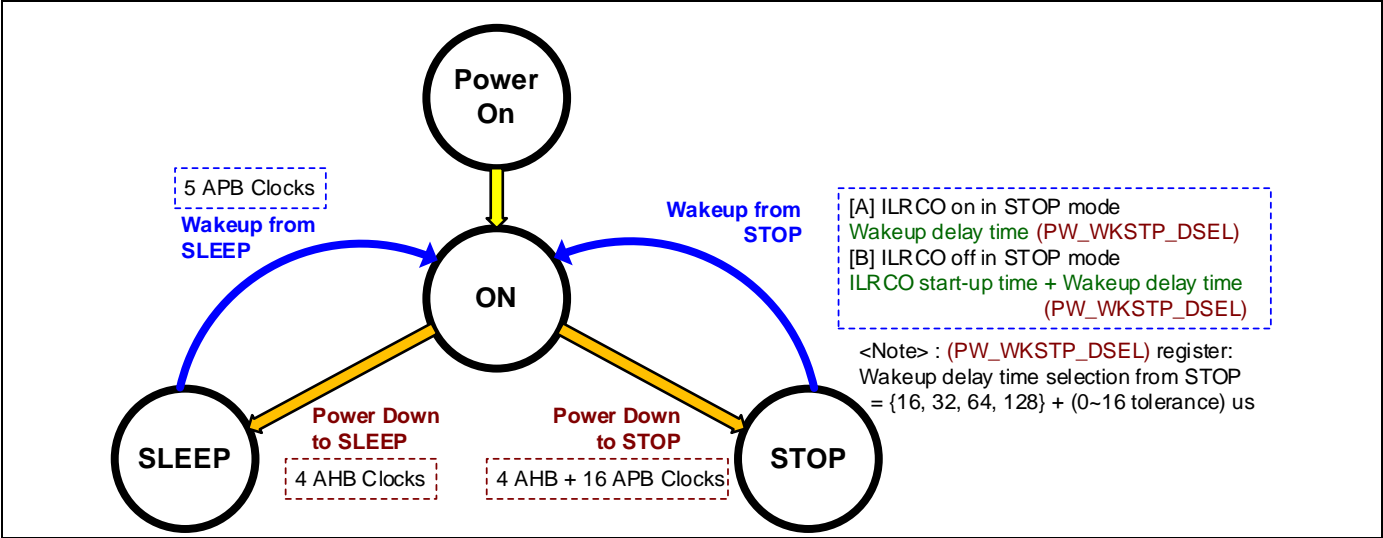 Power
On
5 APB Clocks
Wakeup from
SLEEP
Wakeup from
STOP
[A] ILRCO on in STOP mode
Wakeup delay time (PW_WKSTP_DSEL)
[B] ILRCO off in STOP mode
ILRCO start-up time + Wakeup delay time
(PW_WKSTP_DSEL)
ON
<Note> : (PW_WKSTP_DSEL) register:
Wakeup delay time selection from STOP
= {16, 32, 64, 128} + (0~16 tolerance) us
SLEEP
Power Down
to SLEEP
4 AHB Clocks
Power Down
to STOP
4 AHB + 16 APB Clocks
STOP